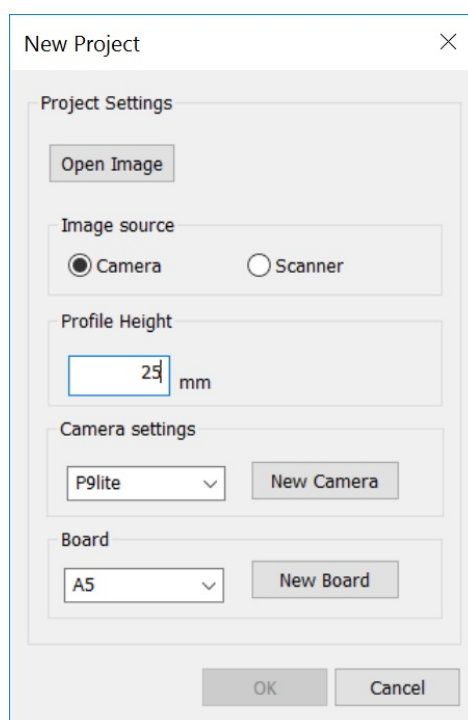 New Project
Project Settings
Open Image
Image source
Camera Scanner
Profile Height
25 mm
Camera settings
P9lite New Camera
Board
A5 New Board
OK Cancel